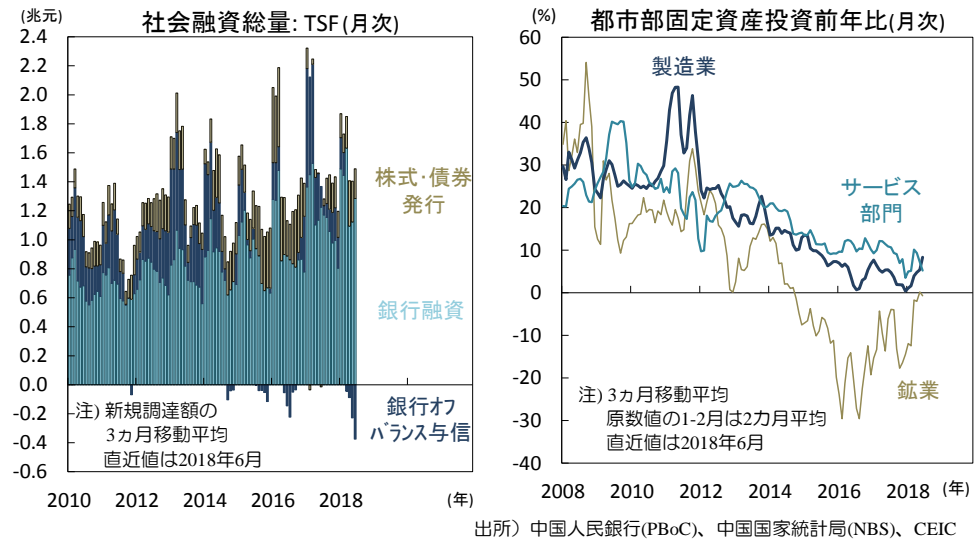 社会融資総量: TSF(月次)
(兆元)
2.4
2.2
2.0
1.8
1.6
1.4
1.2
1.0
0.8
0.6
0.4
0.2
0.0
-0.2
-0.4
-0.6
株式･債券
発行
銀行融資
銀行オフ
バランス与信
注) 新規調達額の
3ヵ月移動平均
直近値は2018年6月
2010 2012 2014 2016 2018 (年)
都市部固定資産投資前年比(月次)
(%)
60
50
40
30
20
10
0
-10
-20
-30
-40
製造業
サービス
部門
鉱業
注) 3ヵ月移動平均
原数値の1-2月は2カ月平均
直近値は2018年6月
2008 2010 2012 2014 2016 2018 (年)
出所）中国人民銀行(PBoC)、中国国家統計局(NBS)、CEIC